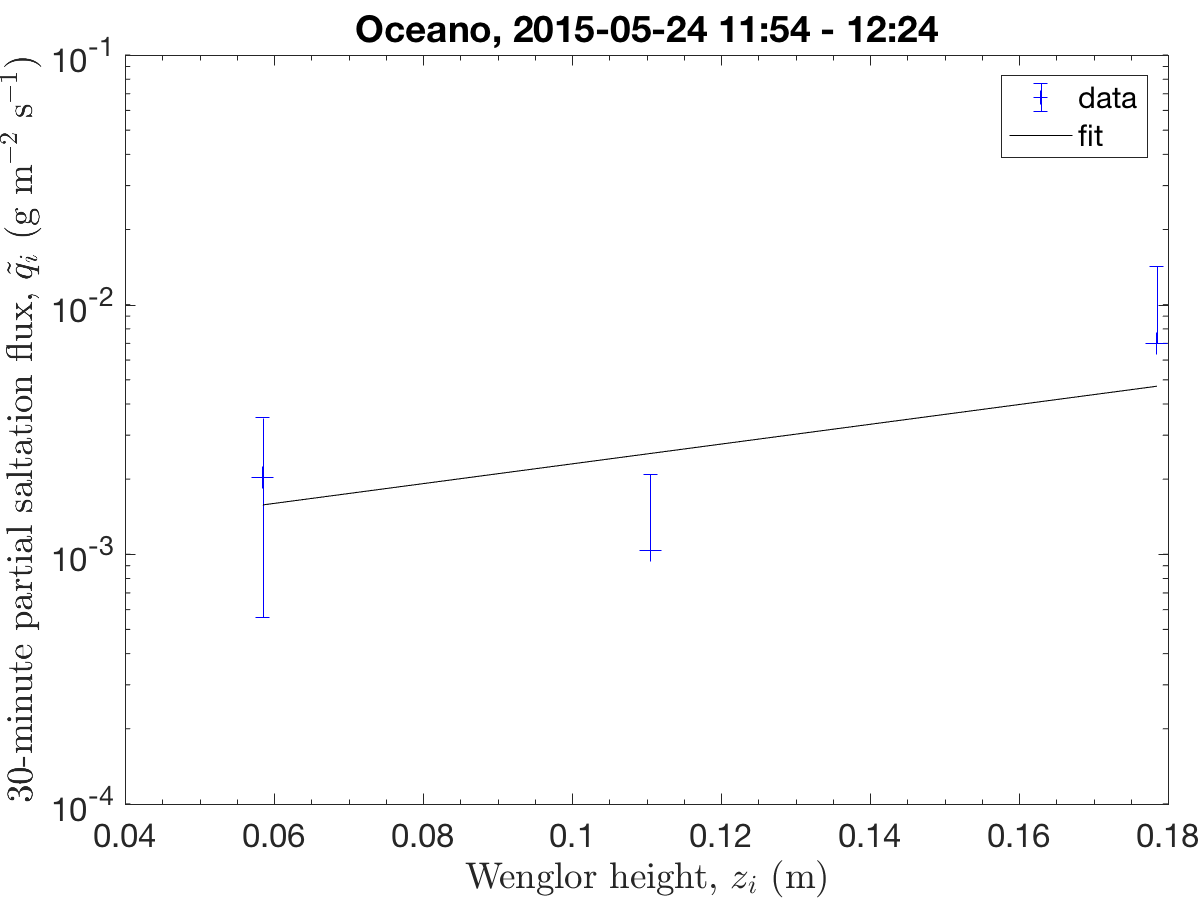 Oceano, 2015-05-24 11:54 - 12:24
30-minute partial saltation flux, q̃ᵢ (g m⁻² s⁻¹)
10⁻¹
10⁻²
10⁻³
10⁻⁴
data
fit
0.04 0.06 0.08 0.1 0.12 0.14 0.16 0.18
Wenglor height, zᵢ (m)